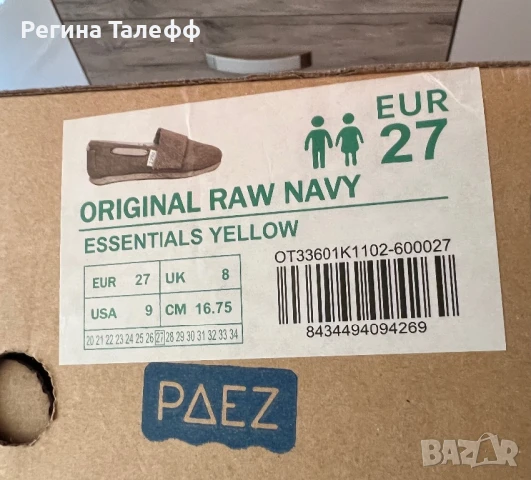 Регина Талефф
EUR
27
ORIGINAL RAW NAVY
ESSENTIALS YELLOW
EUR 27 UK 8
USA 9 CM 16.75
20 21 22 23 24 25 26 27 28 29 30 31 32 33 34
OT33601K1102-600027
8434494094269
PAEZ
BAZAR